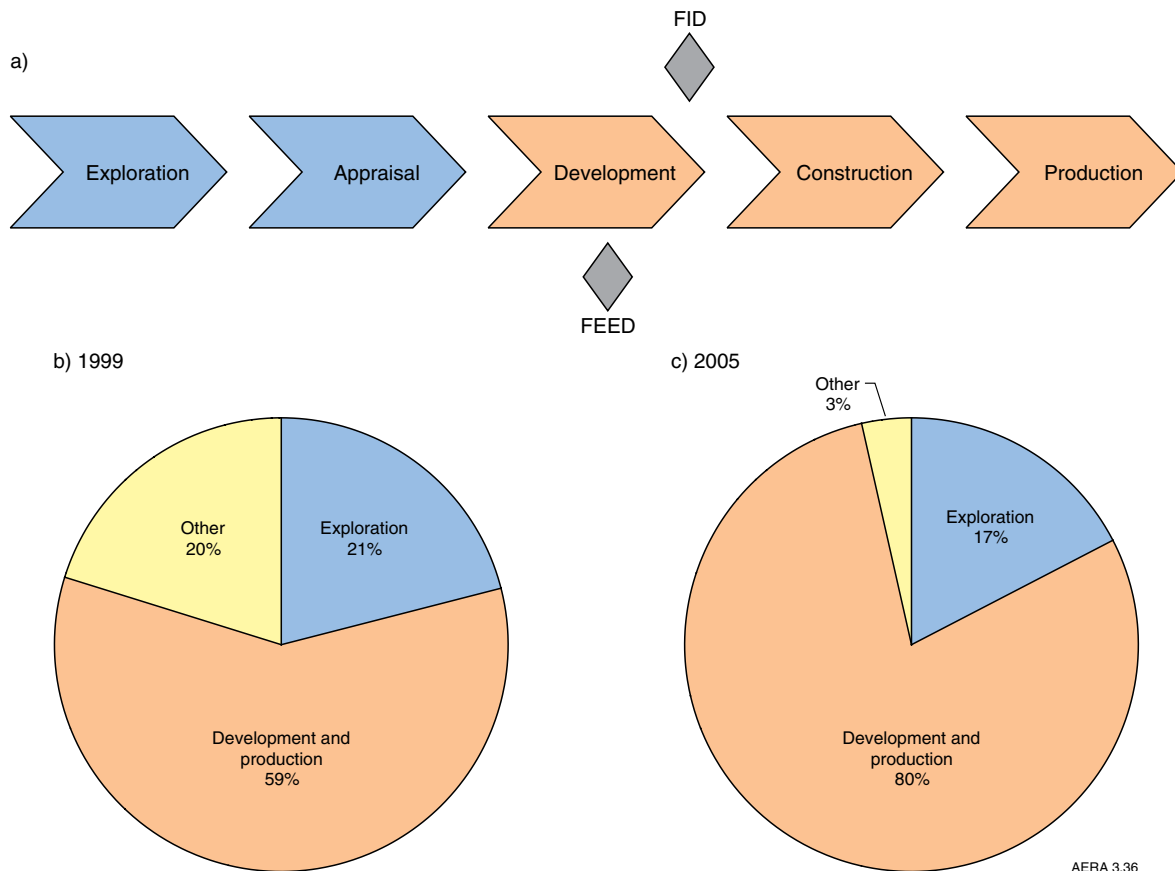 FID
a)
Exploration
Appraisal
Development
Construction
Production
FEED
b) 1999
c) 2005
Other
3%
Other
20%
Exploration
21%
Exploration
17%
Development and
production
59%
Development and
production
80%
AERA 3.36